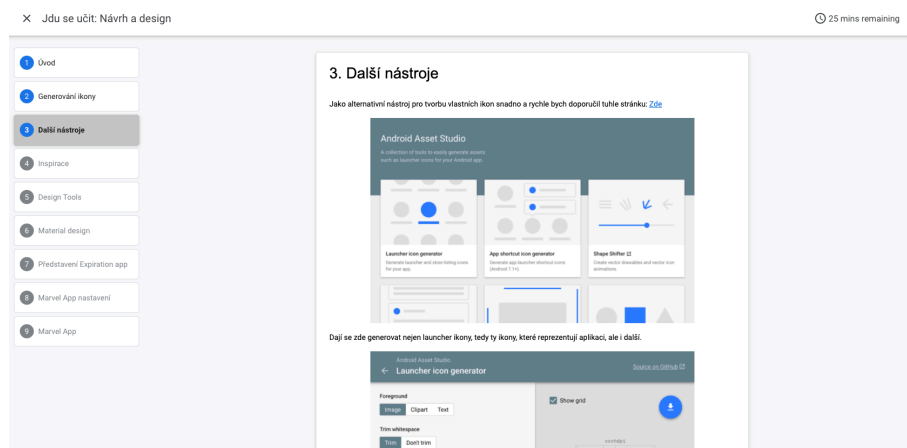 Jdu se učit: Návrh a design
25 mins remaining
1 Úvod
2 Generování ikony
3 Další nástroje
4 Inspirace
5 Design Tools
6 Material design
7 Představení Expiration app
8 Marvel App nastavení
9 Marvel App
3. Další nástroje
Jako alternativní nástroj pro tvorbu vlastních ikon snadno a rychle bych doporučil tuhle stránku: Zde
Android Asset Studio
A collection of tools to easily generate assets
such as launcher icons for your Android app.
Launcher icon generator
Generate launcher and store listing icons
for your app.
App shortcut icon generator
Generate app launcher shortcut icons
(Android 7.1+).
Shape Shifter
Create vector drawables and vector icon
animations.
Dají se zde generovat nejen launcher ikony, tedy ty ikony, které reprezentují aplikaci, ale i další.
Android Asset Studio
Launcher icon generator
Source on GitHub
Foreground
Image Clipart Text
Show grid
Trim whitespace
Trim Don't trim
xxxhdpi